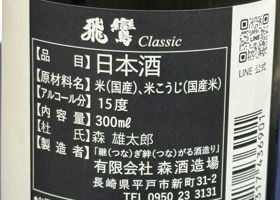 飛鸞 Classic
品目 日本酒
原材料名 米(国産)、米こうじ(国産米)
アルコール分 15度
内容量 300ml
杜氏 森 雄太郎
製造者 「継(つな)ぎ絆(つな)がる酒造り」
有限会社 森酒造場
長崎県平戸市新町31-2
TEL 0950 23 3131
LINE 公式